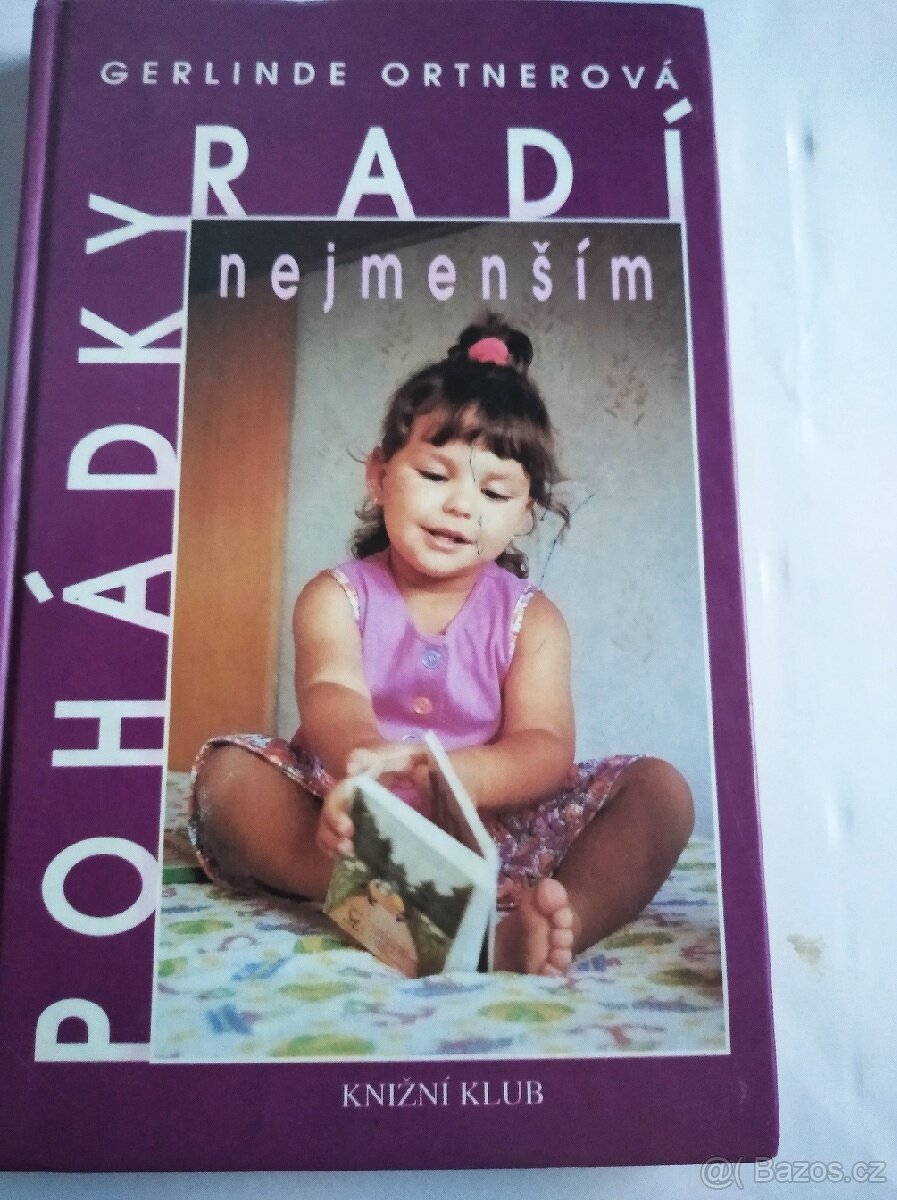 GERLINDE ORTNEROVÁ
POHÁDKY
RADÍ
nejmenším
KNIŽNÍ KLUB
@( Bazos.cz